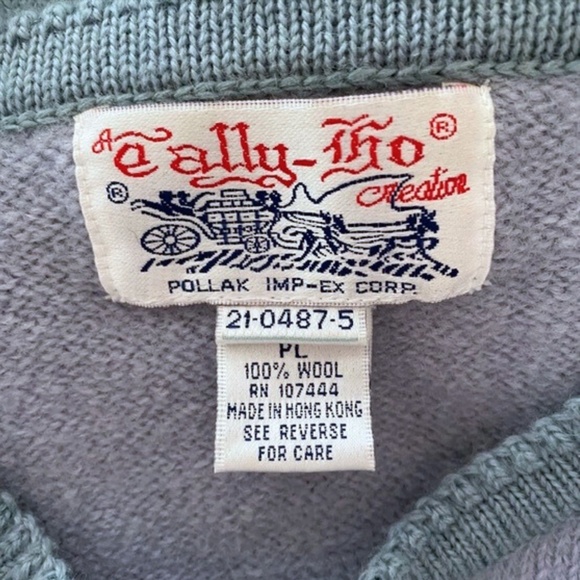 A Tally-Ho ®
® Creation
POLLAK IMP-EX CORP.
21-0487-5
PL
100% WOOL
RN 107444
MADE IN HONG KONG
SEE REVERSE
FOR CARE